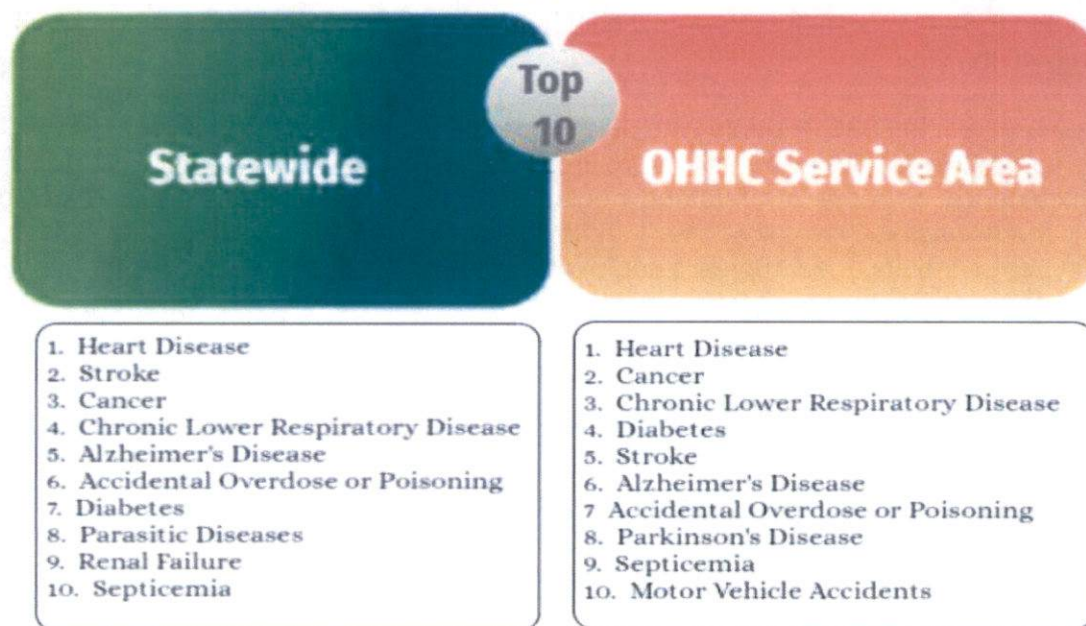 Top
10
Statewide
OHHC Service Area
1. Heart Disease
2. Stroke
3. Cancer
4. Chronic Lower Respiratory Disease
5. Alzheimer's Disease
6. Accidental Overdose or Poisoning
7. Diabetes
8. Parasitic Diseases
9. Renal Failure
10. Septicemia
1. Heart Disease
2. Cancer
3. Chronic Lower Respiratory Disease
4. Diabetes
5. Stroke
6. Alzheimer's Disease
7 Accidental Overdose or Poisoning
8. Parkinson's Disease
9. Septicemia
10. Motor Vehicle Accidents